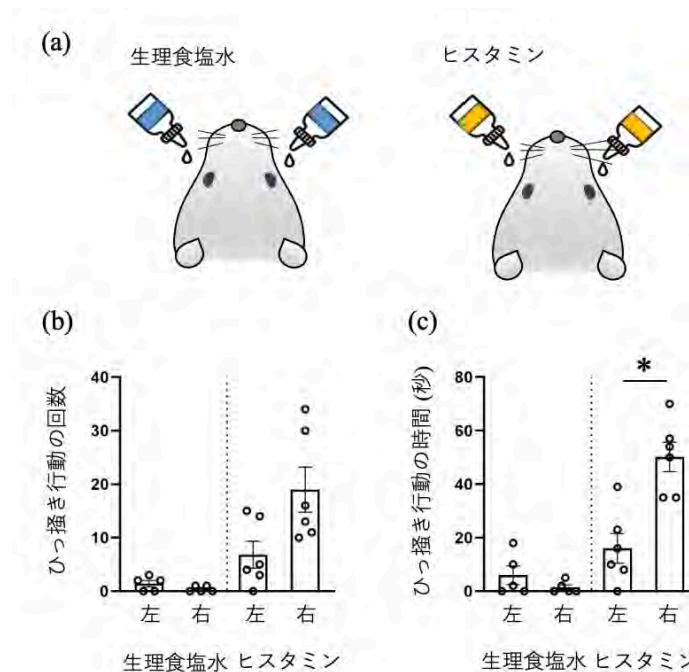 (a)
生理食塩水
ヒスタミン
(b)
ひっ掻き行動の回数
40
30
20
10
0
左 右 左 右
生理食塩水 ヒスタミン
(c)
ひっ掻き行動の時間 (秒)
80
60
40
20
0
*
左 右 左 右
生理食塩水 ヒスタミン